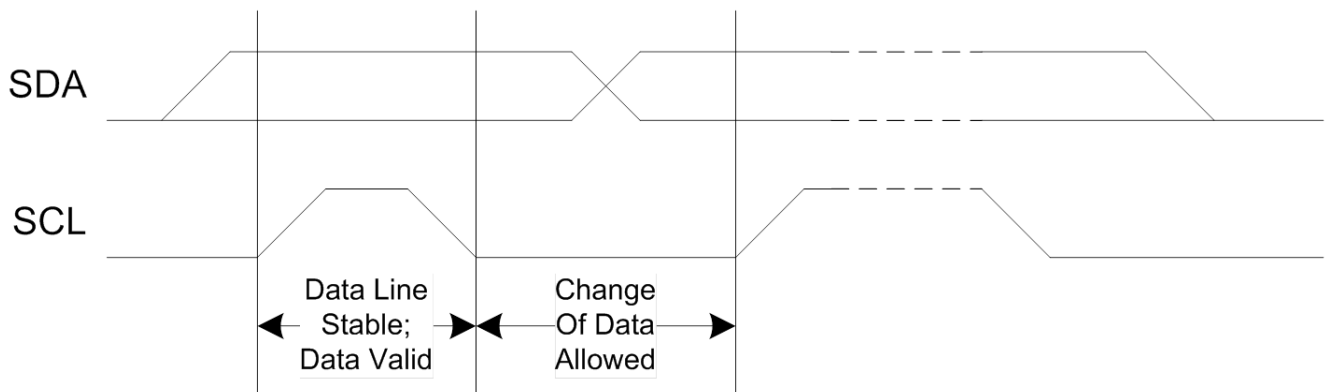 SDA
SCL
Data Line
Stable;
Data Valid
Change
Of Data
Allowed